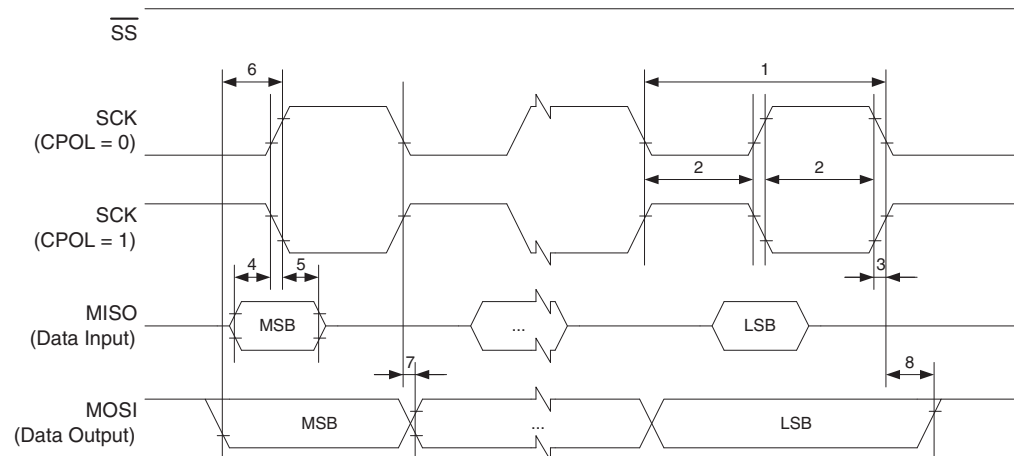 SS
6
1
SCK
(CPOL = 0)
2
2
SCK
(CPOL = 1)
4
5
3
MISO
(Data Input)
MSB
...
LSB
7
8
MOSI
(Data Output)
MSB
...
LSB